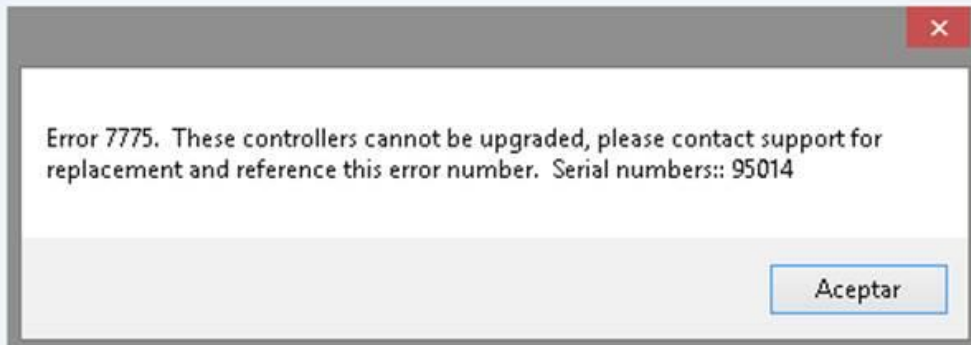 Error 7775.  These controllers cannot be upgraded, please contact support for
replacement and reference this error number.  Serial numbers:: 95014
Aceptar